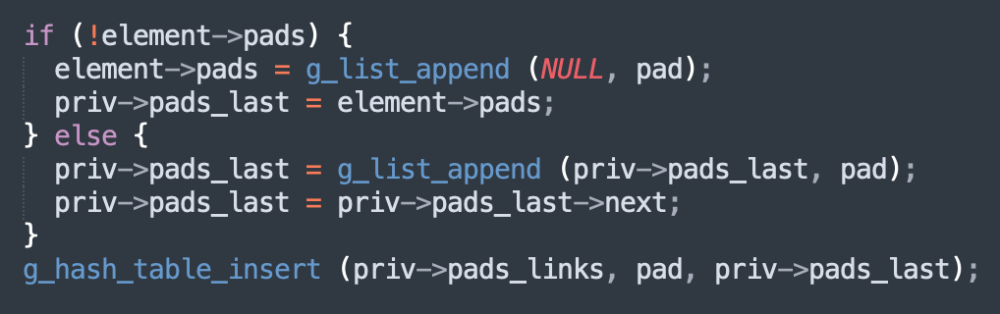 if (!element->pads) {
  element->pads = g_list_append (NULL, pad);
  priv->pads_last = element->pads;
} else {
  priv->pads_last = g_list_append (priv->pads_last, pad);
  priv->pads_last = priv->pads_last->next;
}
g_hash_table_insert (priv->pads_links, pad, priv->pads_last);